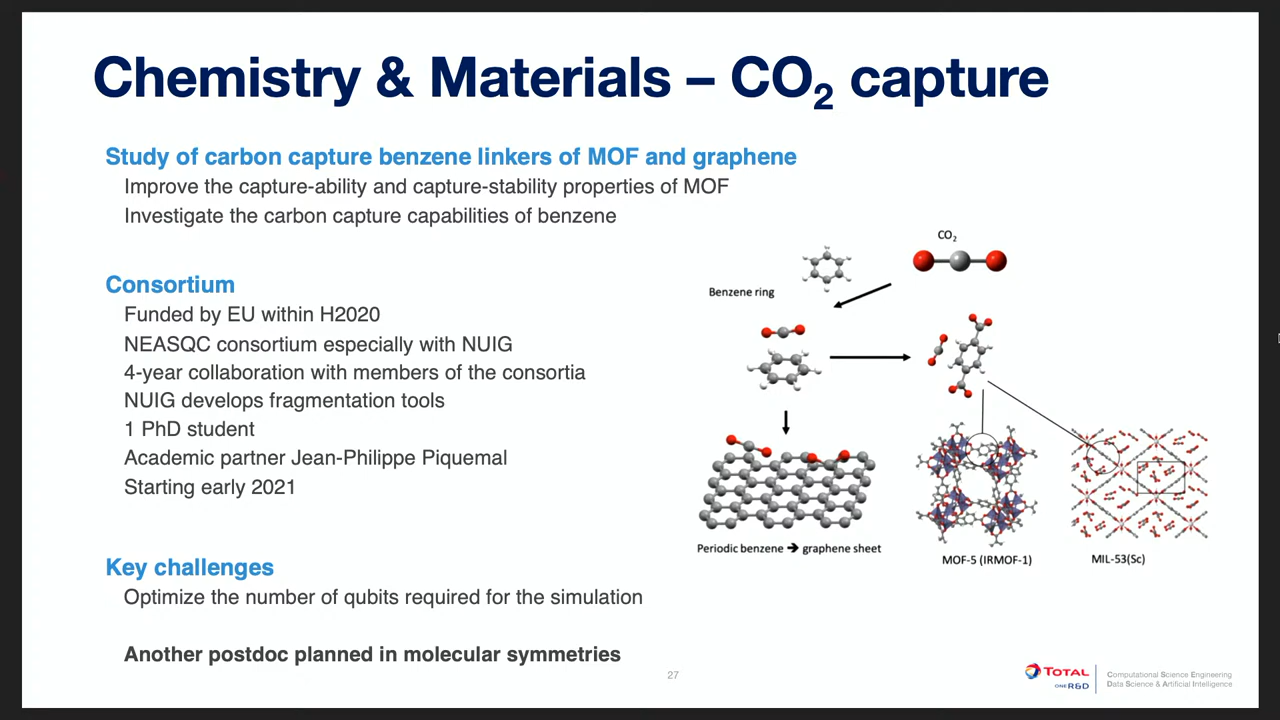 Chemistry & Materials – CO₂ capture
Study of carbon capture benzene linkers of MOF and graphene
Improve the capture-ability and capture-stability properties of MOF
Investigate the carbon capture capabilities of benzene
Consortium
Funded by EU within H2020
NEASQC consortium especially with NUIG
4-year collaboration with members of the consortia
NUIG develops fragmentation tools
1 PhD student
Academic partner Jean-Philippe Piquemal
Starting early 2021
Key challenges
Optimize the number of qubits required for the simulation
Another postdoc planned in molecular symmetries
CO₂
Benzene ring
Periodic benzene ➔ graphene sheet
MOF-5 (IRMOF-1)
MIL-53(Sc)
27
TOTAL
ONE R&D
Computational Science Engineering
Data Science & Artificial Intelligence